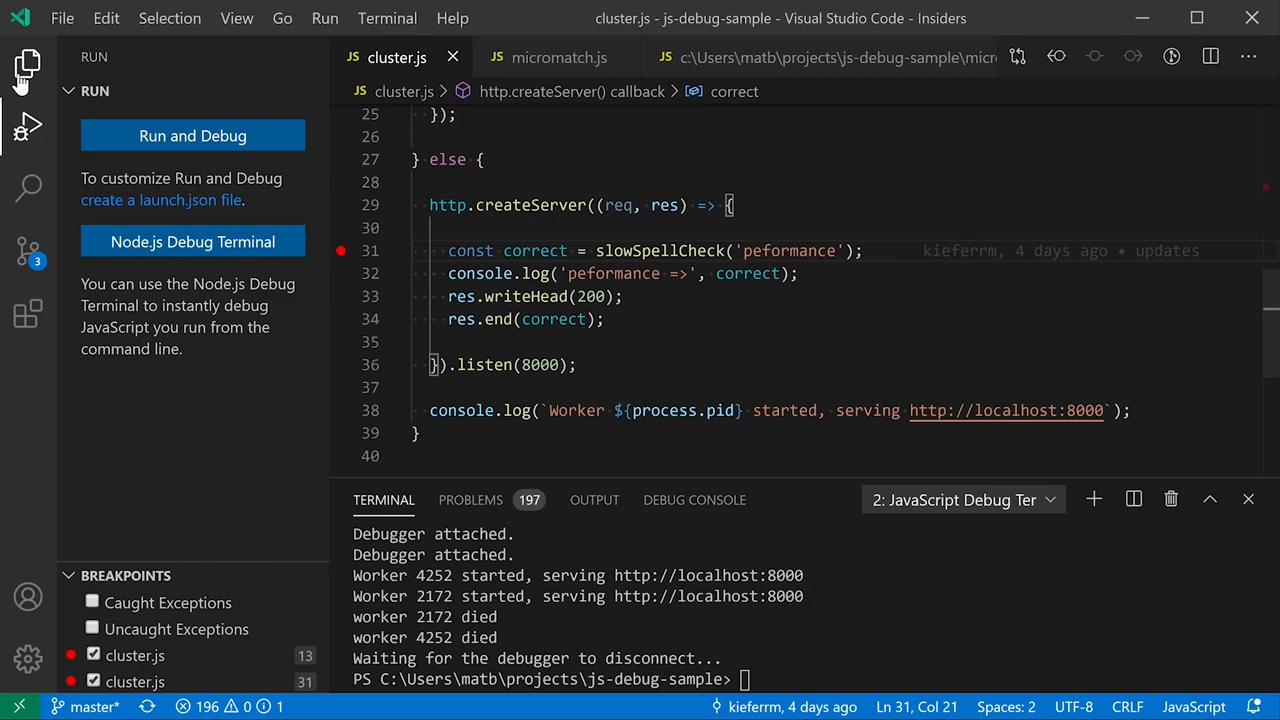 File Edit Selection View Go Run Terminal Help cluster.js - js-debug-sample - Visual Studio Code - Insiders
RUN
JS cluster.js JS micromatch.js JS c:\Users\matb\projects\js-debug-sample\micro
RUN
JS cluster.js > http.createServer() callback > correct
Run and Debug
To customize Run and Debug
create a launch.json file.
Node.js Debug Terminal
You can use the Node.js Debug
Terminal to instantly debug
JavaScript you run from the
command line.
25 });
26
27 } else {
28
29 http.createServer((req, res) => {
30
31 const correct = slowSpellCheck('peformance'); kieferrm, 4 days ago • updates
32 console.log('peformance =>', correct);
33 res.writeHead(200);
34 res.end(correct);
35
36 }).listen(8000);
37
38 console.log(`Worker ${process.pid} started, serving http://localhost:8000`);
39 }
40
3
TERMINAL PROBLEMS 197 OUTPUT DEBUG CONSOLE 2: JavaScript Debug Ter
Debugger attached.
Debugger attached.
Worker 4252 started, serving http://localhost:8000
Worker 2172 started, serving http://localhost:8000
worker 2172 died
worker 4252 died
Waiting for the debugger to disconnect...
PS C:\Users\matb\projects\js-debug-sample>
BREAKPOINTS
Caught Exceptions
Uncaught Exceptions
cluster.js 13
cluster.js 31
master* 196 0 1 kieferrm, 4 days ago Ln 31, Col 21 Spaces: 2 UTF-8 CRLF JavaScript